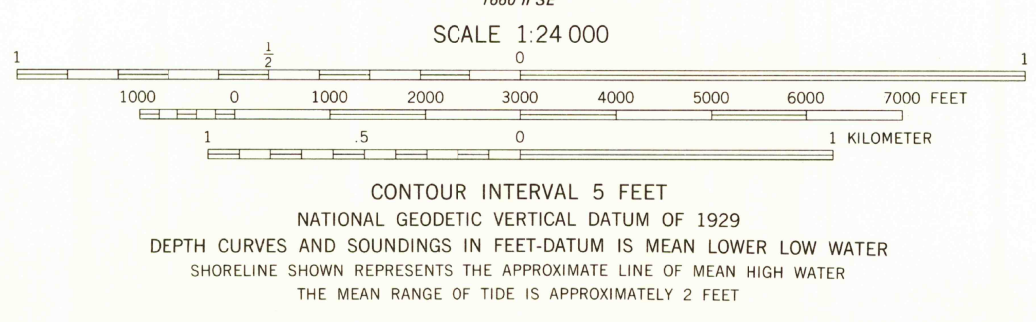 SCALE 1:24 000
1 1/2 0 1
1000 0 1000 2000 3000 4000 5000 6000 7000 FEET
1 .5 0 1 KILOMETER
CONTOUR INTERVAL 5 FEET
NATIONAL GEODETIC VERTICAL DATUM OF 1929
DEPTH CURVES AND SOUNDINGS IN FEET-DATUM IS MEAN LOWER LOW WATER
SHORELINE SHOWN REPRESENTS THE APPROXIMATE LINE OF MEAN HIGH WATER
THE MEAN RANGE OF TIDE IS APPROXIMATELY 2 FEET